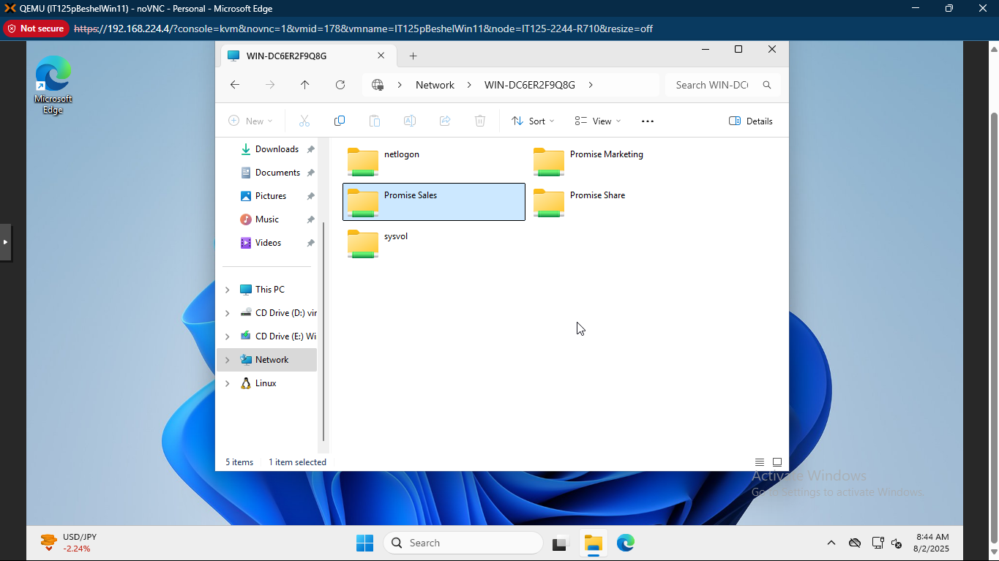 QEMU (IT125pBeshelWin11) - noVNC - Personal - Microsoft Edge
Not secure https://192.168.224.4/?console=kvm&novnc=1&vmid=178&vmname=IT125pBeshelWin11&node=IT125-2244-R710&resize=off
Microsoft
Edge
WIN-DC6ER2F9Q8G
Network WIN-DC6ER2F9Q8G
Search WIN-DC
New
Sort
View
Details
Downloads
Documents
Pictures
Music
Videos
This PC
CD Drive (D:) vir
CD Drive (E:) Wi
Network
Linux
netlogon
Promise Marketing
Promise Sales
Promise Share
sysvol
5 items 1 item selected
Activate Windows
Go to Settings to activate Windows.
USD/JPY
-2.24%
Search
8:44 AM
8/2/2025